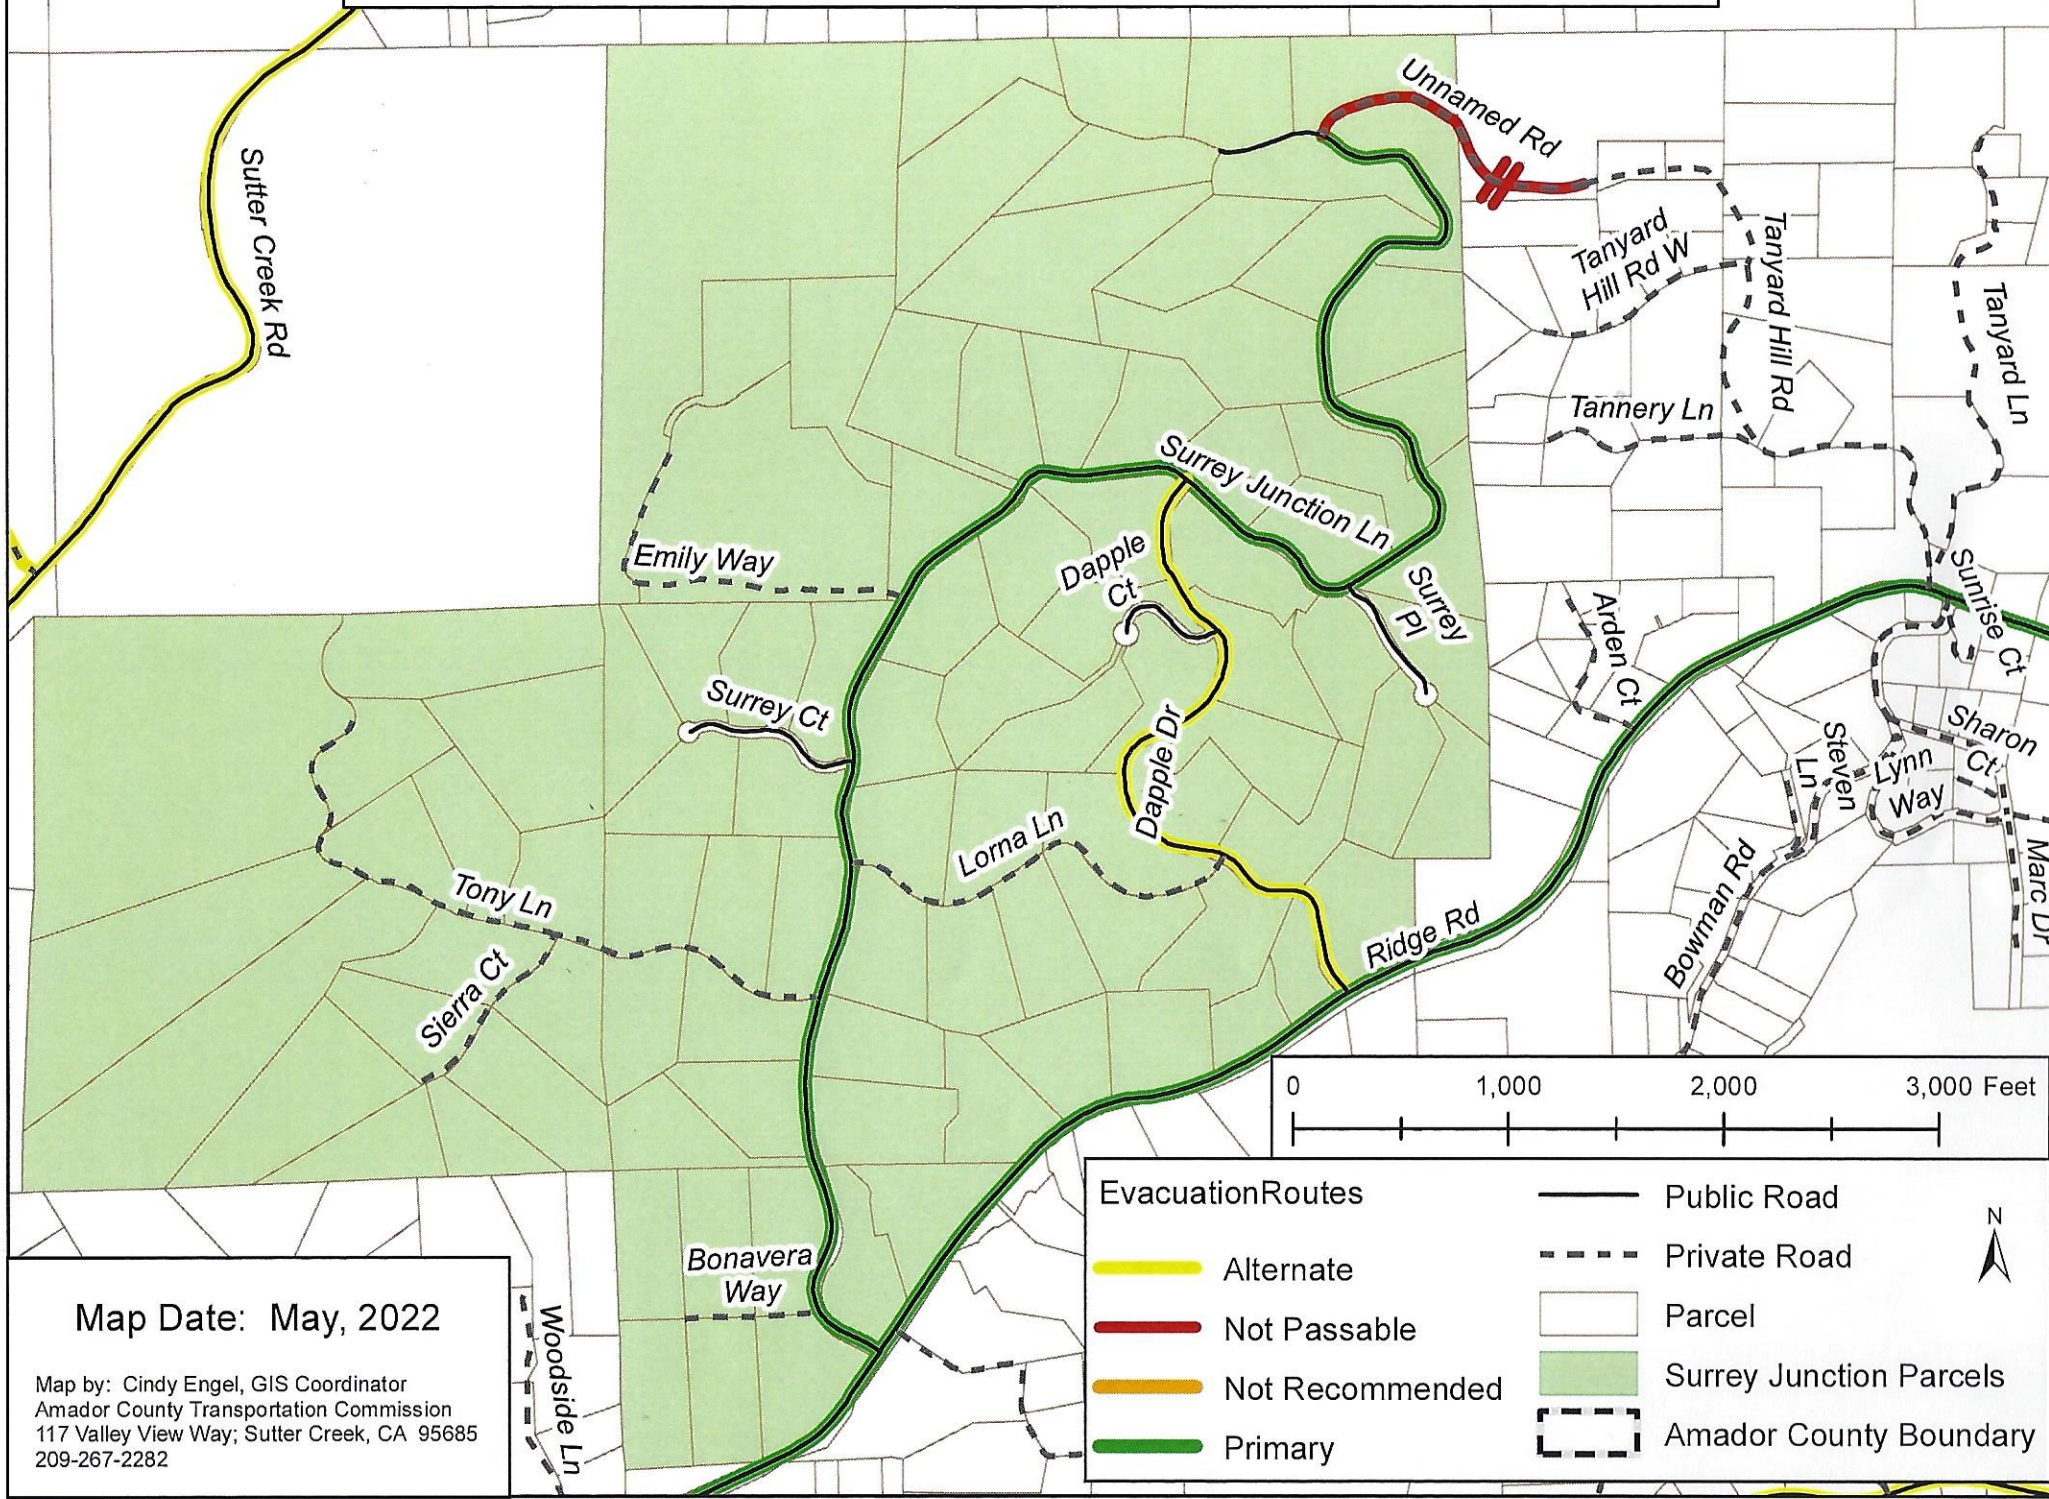 Unnamed Rd
Sutter Creek Rd
Tanyard
Hill Rd W
Tanyard Hill Rd
Tanyard Ln
Tannery Ln
Surrey Junction Ln
Emily Way
Dapple
Ct
Surrey
Pl
Arden Ct
Sunrise Ct
Surrey Ct
Dapple Dr
Sharon
Ct
Steven
Ln
Lynn
Way
Lorna Ln
Marc Dr
Bowman Rd
Tony Ln
Ridge Rd
Sierra Ct
0 1,000 2,000 3,000 Feet
EvacuationRoutes
Alternate
Not Passable
Not Recommended
Primary
Public Road
Private Road
Parcel
Surrey Junction Parcels
Amador County Boundary
N
Bonavera
Way
Woodside Ln
Map Date: May, 2022
Map by: Cindy Engel, GIS Coordinator
Amador County Transportation Commission
117 Valley View Way; Sutter Creek, CA 95685
209-267-2282